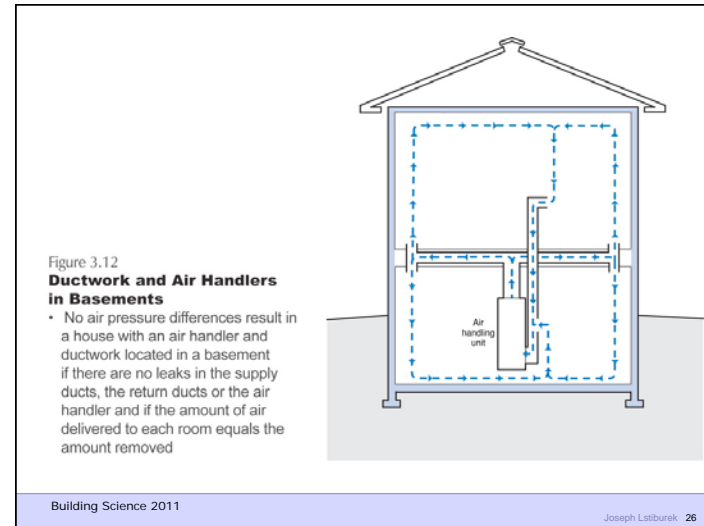 Figure 3.12
Ductwork and Air Handlers
in Basements
• No air pressure differences result in
a house with an air handler and
ductwork located in a basement
if there are no leaks in the supply
ducts, the return ducts or the air
handler and if the amount of air
delivered to each room equals the
amount removed
Air
handling
unit
Building Science 2011
Joseph Lstiburek 26